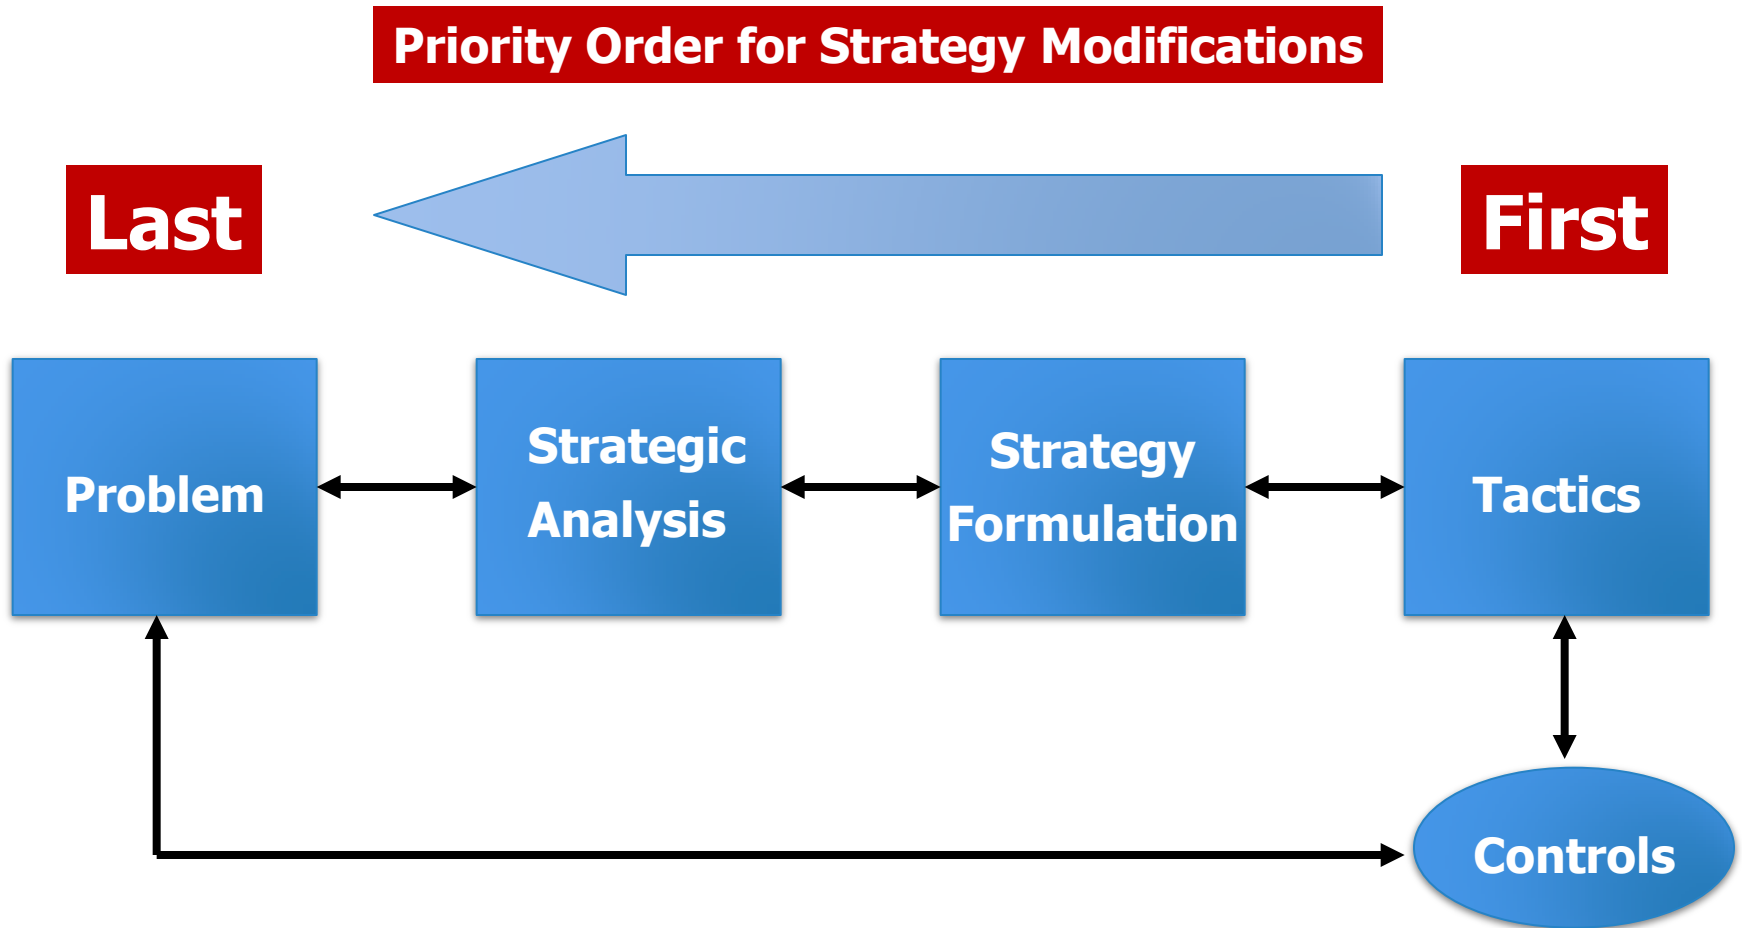 Priority Order for Strategy Modifications
Last
First
Problem
Strategic
Analysis
Strategy
Formulation
Tactics
Controls